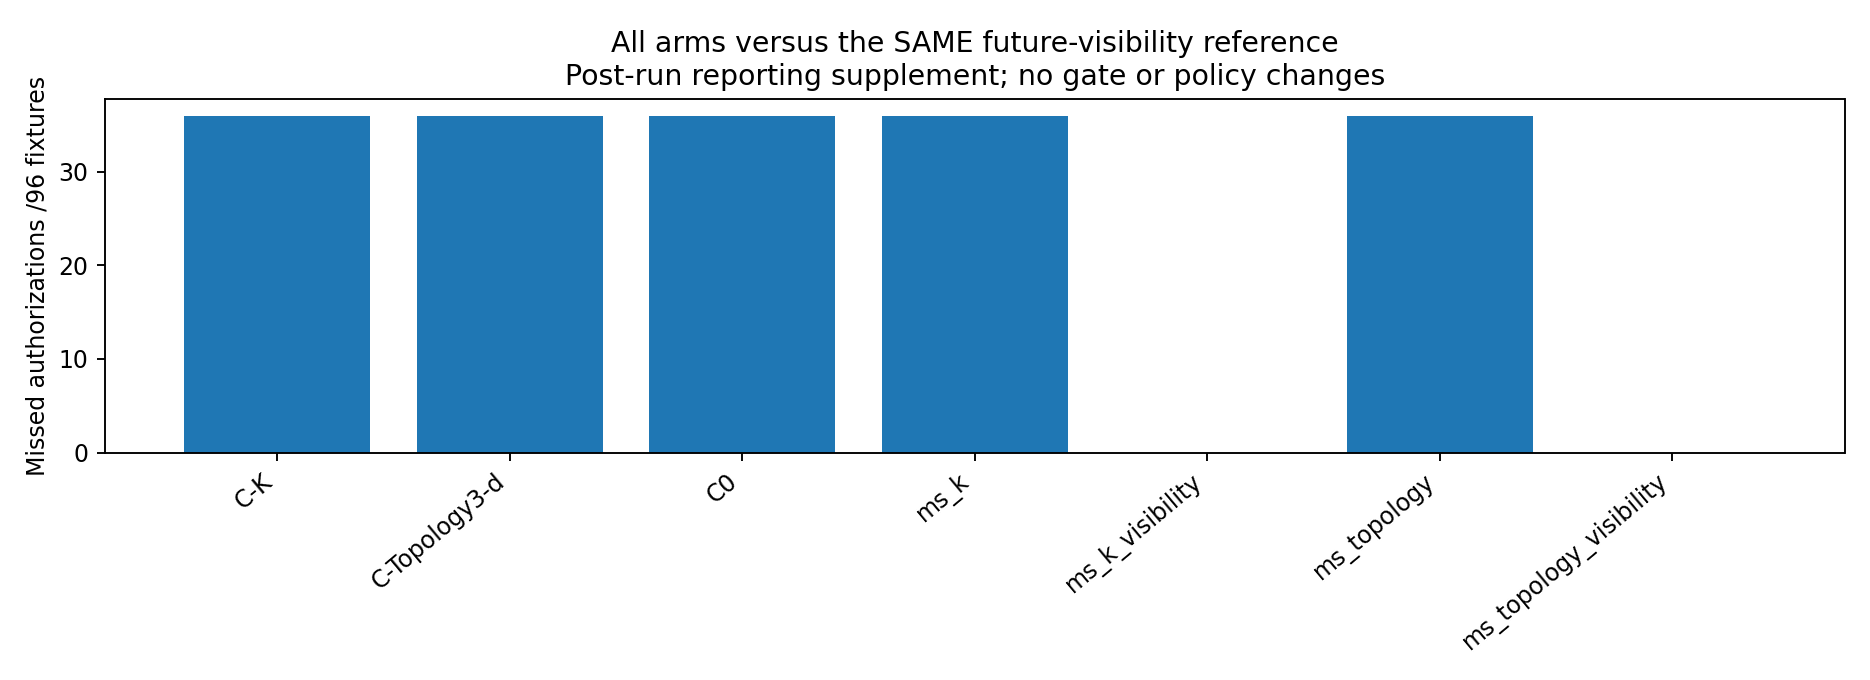 All arms versus the SAME future-visibility reference
Post-run reporting supplement; no gate or policy changes
Missed authorizations /96 fixtures
30
20
10
0
C-K
C-Topology3-d
C0
ms_k
ms_k_visibility
ms_topology
ms_topology_visibility